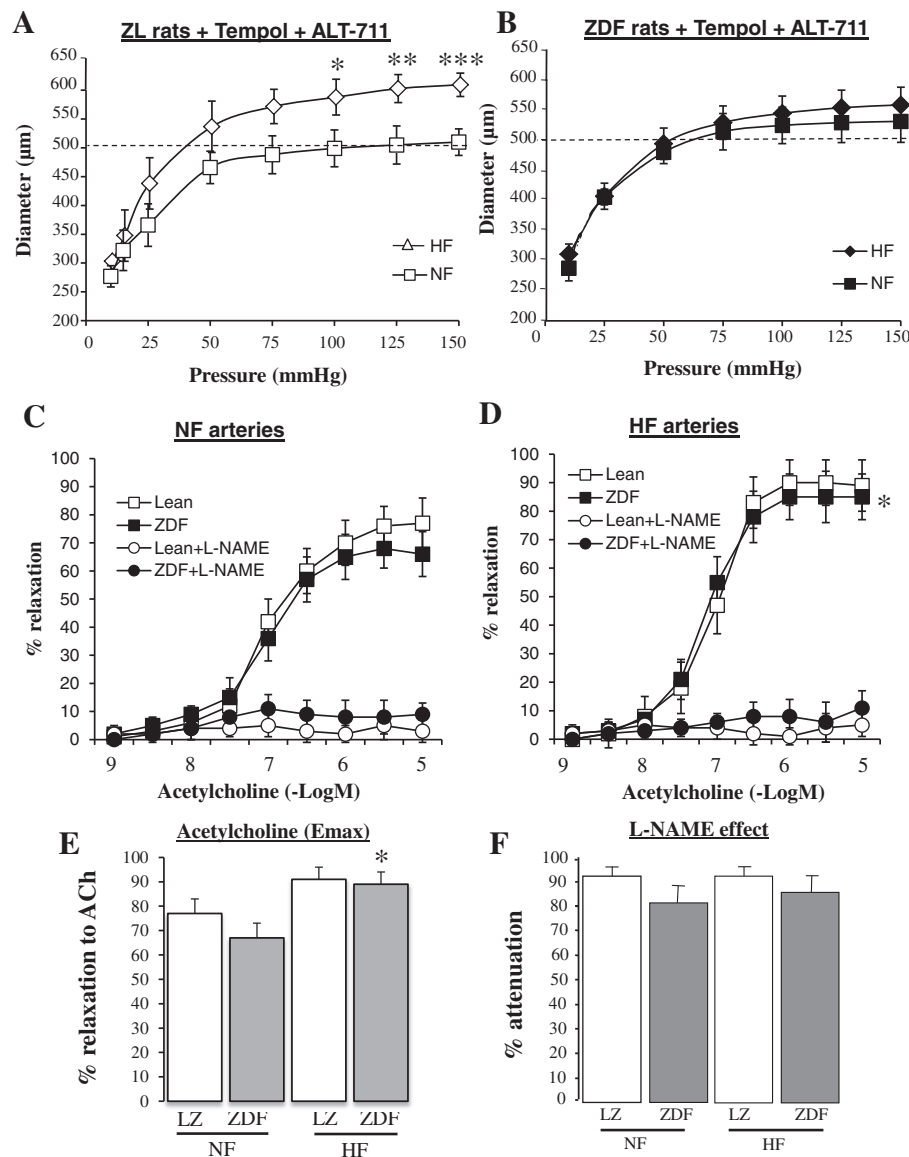 A
ZL rats + Tempol + ALT-711
650
600
550
500
450
400
350
300
250
200
Diameter (µm)
* ** ***
HF
NF
0 25 50 75 100 125 150
Pressure (mmHg)
B
ZDF rats + Tempol + ALT-711
650
600
550
500
450
400
350
300
250
200
Diameter (µm)
HF
NF
0 25 50 75 100 125 150
Pressure (mmHg)
C
NF arteries
100
90
80
70
60
50
40
30
20
10
0
% relaxation
Lean
ZDF
Lean+L-NAME
ZDF+L-NAME
9 8 7 6 5
Acetylcholine (-LogM)
D
HF arteries
100
90
80
70
60
50
40
30
20
10
0
% relaxation
Lean
ZDF
Lean+L-NAME
ZDF+L-NAME
*
9 8 7 6 5
Acetylcholine (-LogM)
E
Acetylcholine (Emax)
100
90
80
70
60
50
40
30
20
10
0
% relaxation to ACh
*
LZ ZDF LZ ZDF
NF HF
F
L-NAME effect
100
90
80
70
60
50
40
30
20
10
0
% attenuation
LZ ZDF LZ ZDF
NF HF